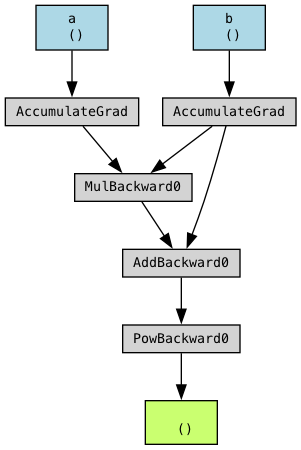 a
()
b
()
AccumulateGrad
AccumulateGrad
MulBackward0
AddBackward0
PowBackward0
()